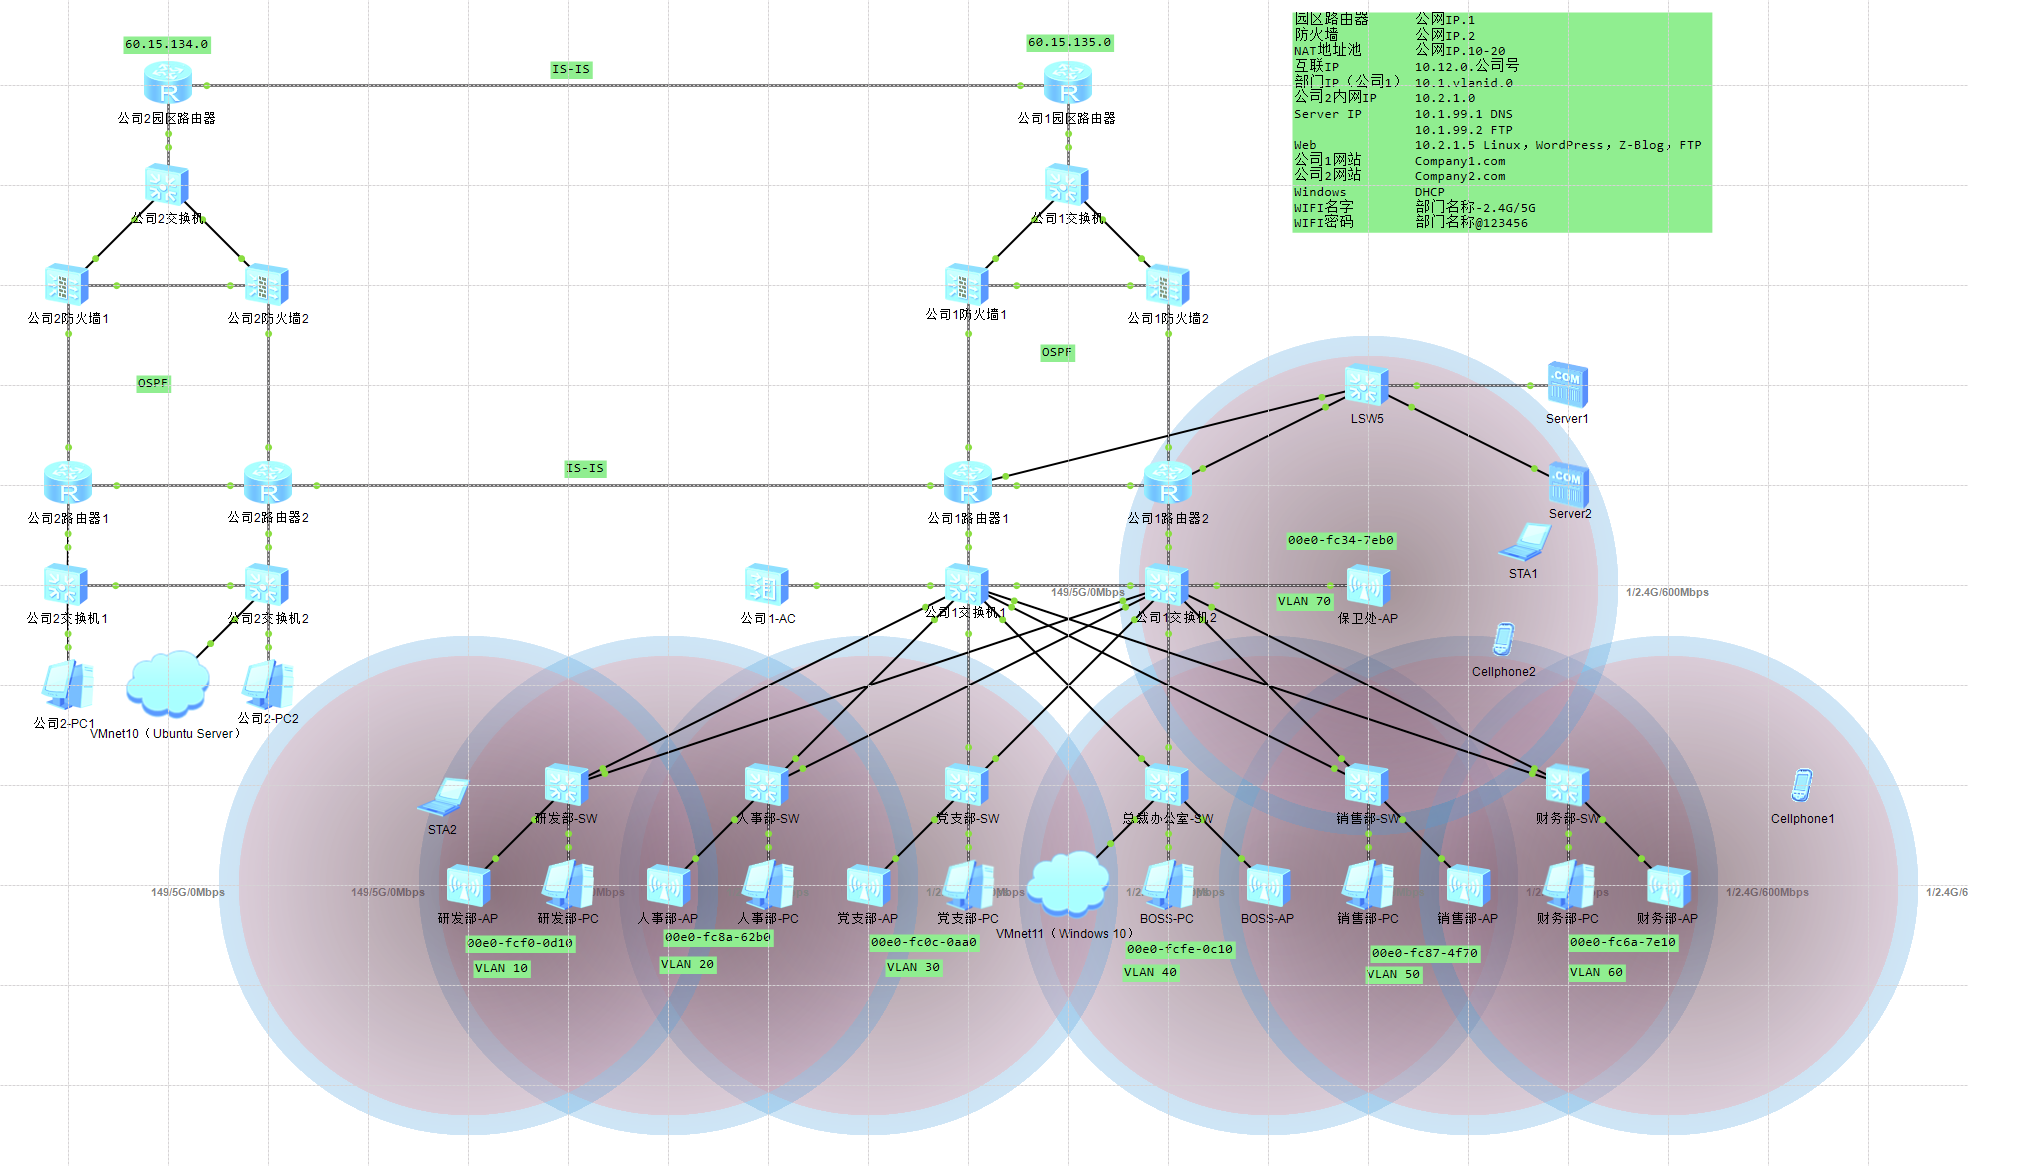 60.15.134.0
60.15.135.0
IS-IS
园区路由器 公网IP.1
防火墙 公网IP.2
NAT地址池 公网IP.10-20
互联IP 10.12.0.公司号
部门IP（公司1） 10.1.vlanid.0
公司2内网IP 10.2.1.0
Server IP 10.1.99.1 DNS
10.1.99.2 FTP
Web 10.2.1.5 Linux，WordPress，Z-Blog，FTP
公司1网站 Company1.com
公司2网站 Company2.com
Windows DHCP
WIFI名字 部门名称-2.4G/5G
WIFI密码 部门名称@123456
R
R
公司2园区路由器
公司1园区路由器
公司2交换机
公司1交换机
公司2防火墙1
公司2防火墙2
公司1防火墙1
公司1防火墙2
OSPF
OSPF
.COM
LSW5
Server1
IS-IS
.COM
R
R
R
R
公司2路由器1
公司2路由器2
公司1路由器1
公司1路由器2
Server2
00e0-fc34-7eb0
STA1
149/5G/0Mbps
1/2.4G/600Mbps
VLAN 70
公司2交换机1
公司2交换机2
公司1-AC
公司1交换机1
公司1交换机2
保卫处-AP
Cellphone2
公司2-PC1
公司2-PC2
VMnet10（Ubuntu Server）
STA2
研发部-SW
人事部-SW
党支部-SW
总裁办公室-SW
销售部-SW
财务部-SW
Cellphone1
149/5G/0Mbps
149/5G/0Mbps
1/2.4G/600Mbps
1/2.4G/6
研发部-AP
研发部-PC
人事部-AP
人事部-PC
党支部-AP
党支部-PC
BOSS-PC
BOSS-AP
销售部-PC
销售部-AP
财务部-PC
财务部-AP
VMnet11（Windows 10）
00e0-fcf0-0d10
00e0-fc8a-62b0
00e0-fc0c-0aa0
00e0-fcfe-0c10
00e0-fc87-4f70
00e0-fc6a-7e10
VLAN 10
VLAN 20
VLAN 30
VLAN 40
VLAN 50
VLAN 60